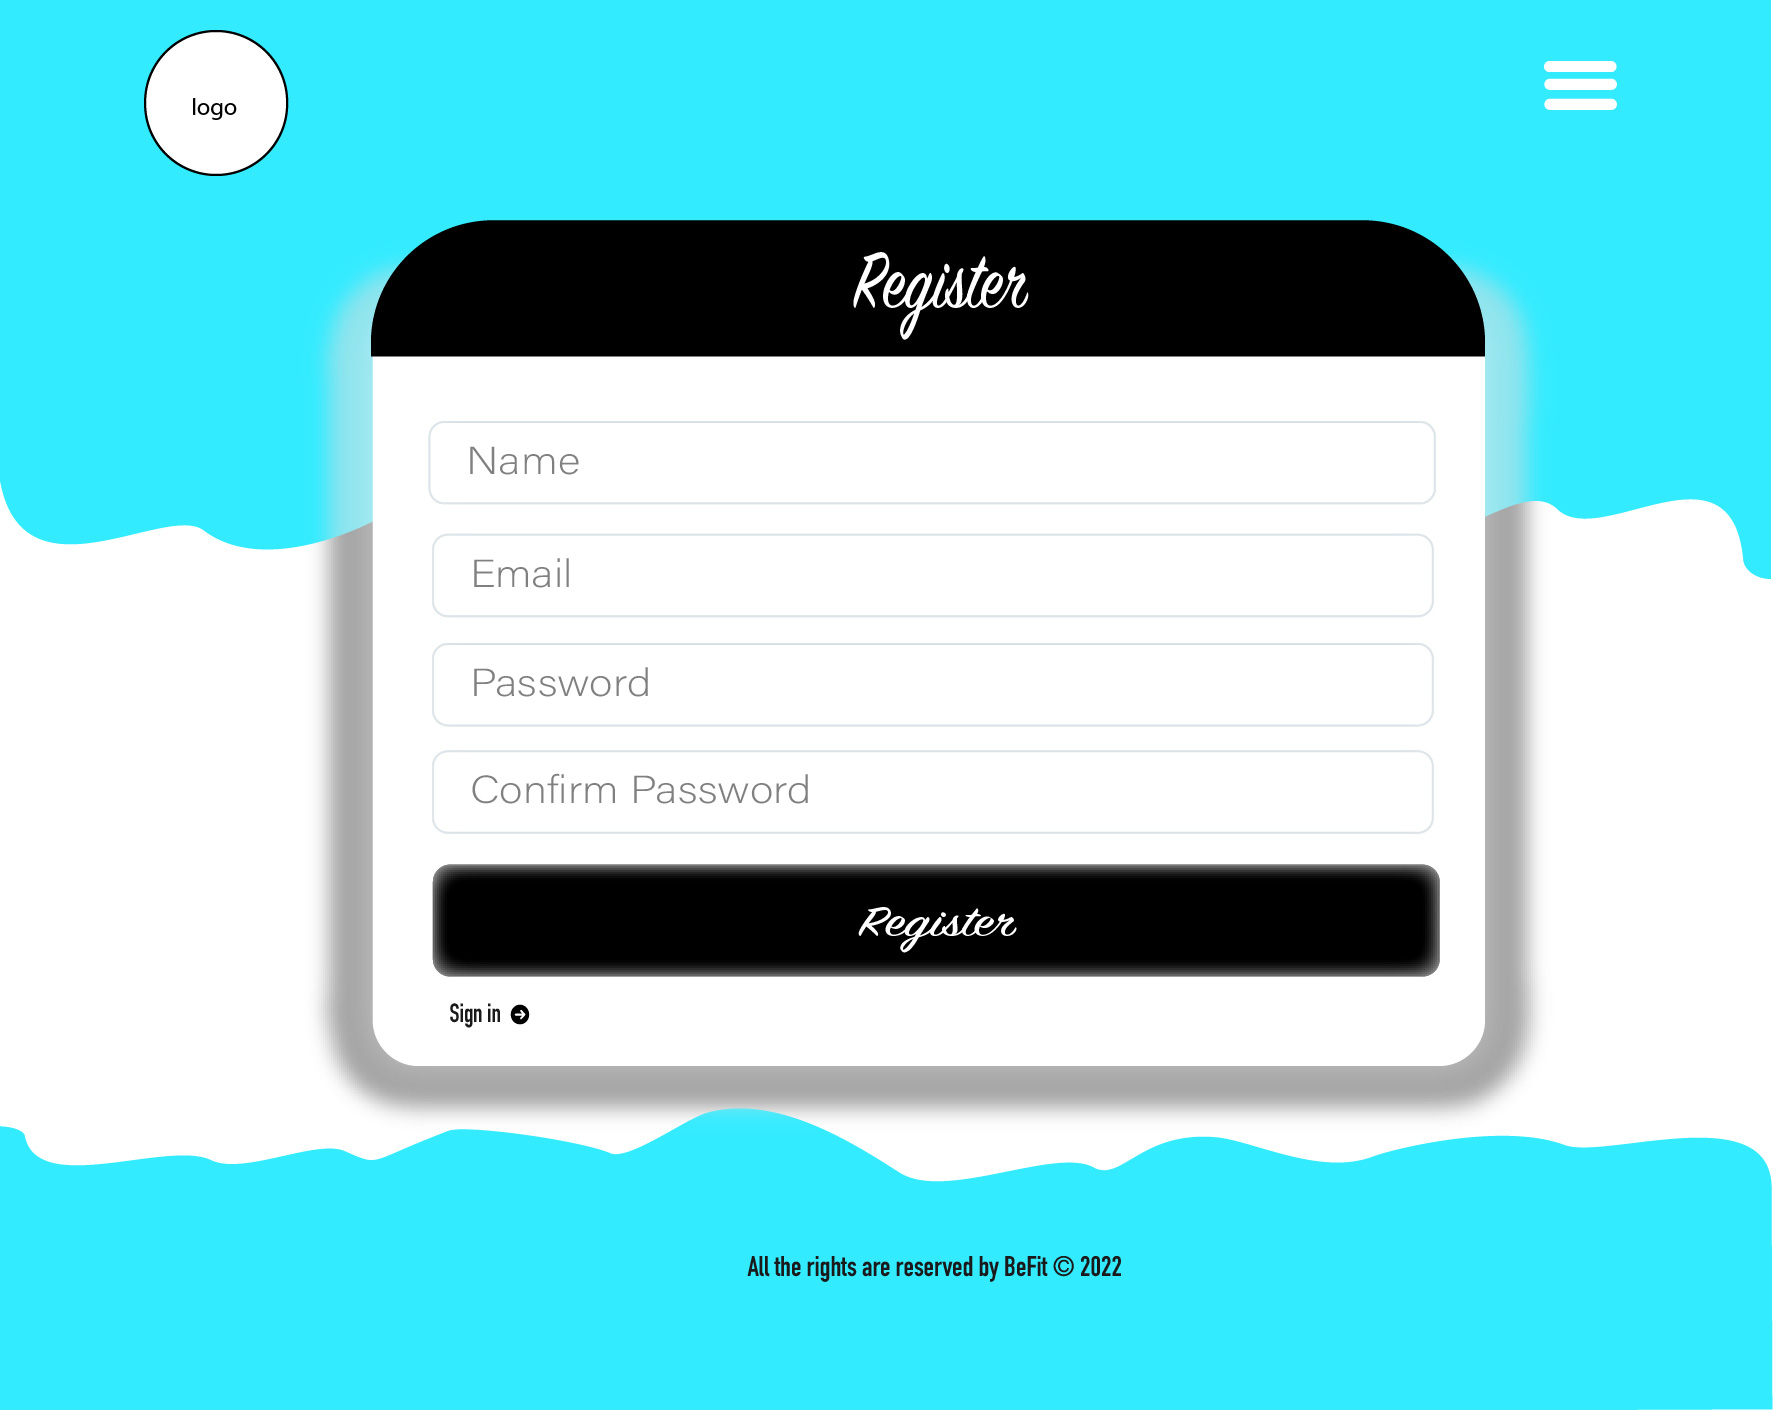 logo
Register
Name
Email
Password
Confirm Password
Register
Sign in
All the rights are reserved by BeFit © 2022